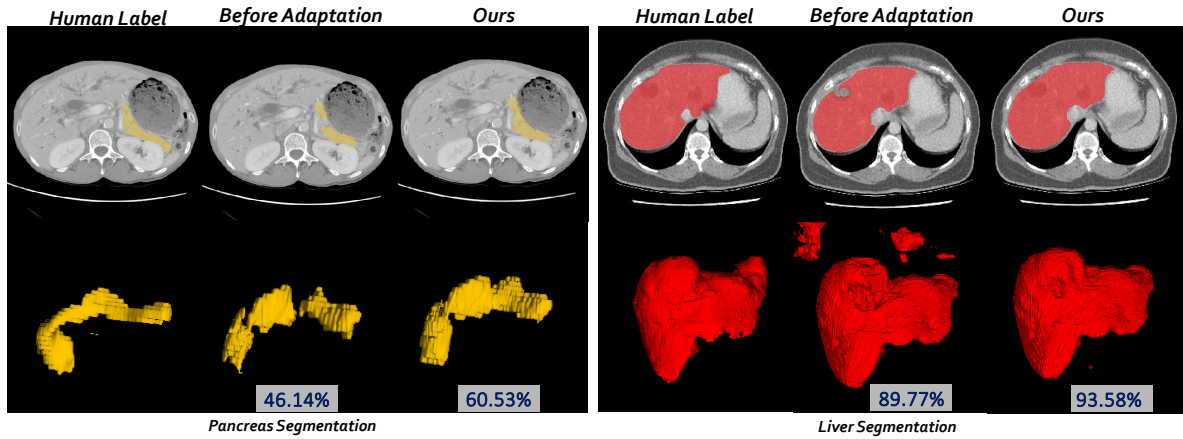 Human Label Before Adaptation Ours
46.14% 60.53%
Pancreas Segmentation
Human Label Before Adaptation Ours
89.77% 93.58%
Liver Segmentation